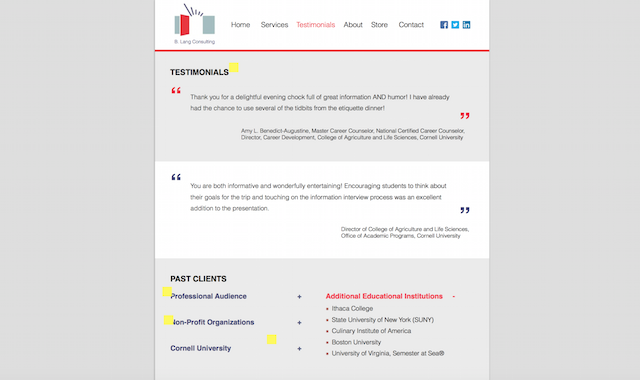 Home Services Testimonials About Store Contact
B. Lang Consulting
TESTIMONIALS
“
Thank you for a delightful evening chock full of great information AND humor! I have already
had the chance to use several of the tidbits from the etiquette dinner!
”
Amy L. Benedict-Augustine, Master Career Counselor, National Certified Career Counselor,
Director, Career Development, College of Agriculture and Life Sciences, Cornell University
“
You are both informative and wonderfully entertaining! Encouraging students to think about
their goals for the trip and touching on the information interview process was an excellent
addition to the presentation.
”
Director of College of Agriculture and Life Sciences,
Office of Academic Programs, Cornell University
PAST CLIENTS
Professional Audience +
Non-Profit Organizations +
Cornell University +
Additional Educational Institutions -
• Ithaca College
• State University of New York (SUNY)
• Culinary Institute of America
• Boston University
• University of Virginia, Semester at Sea®